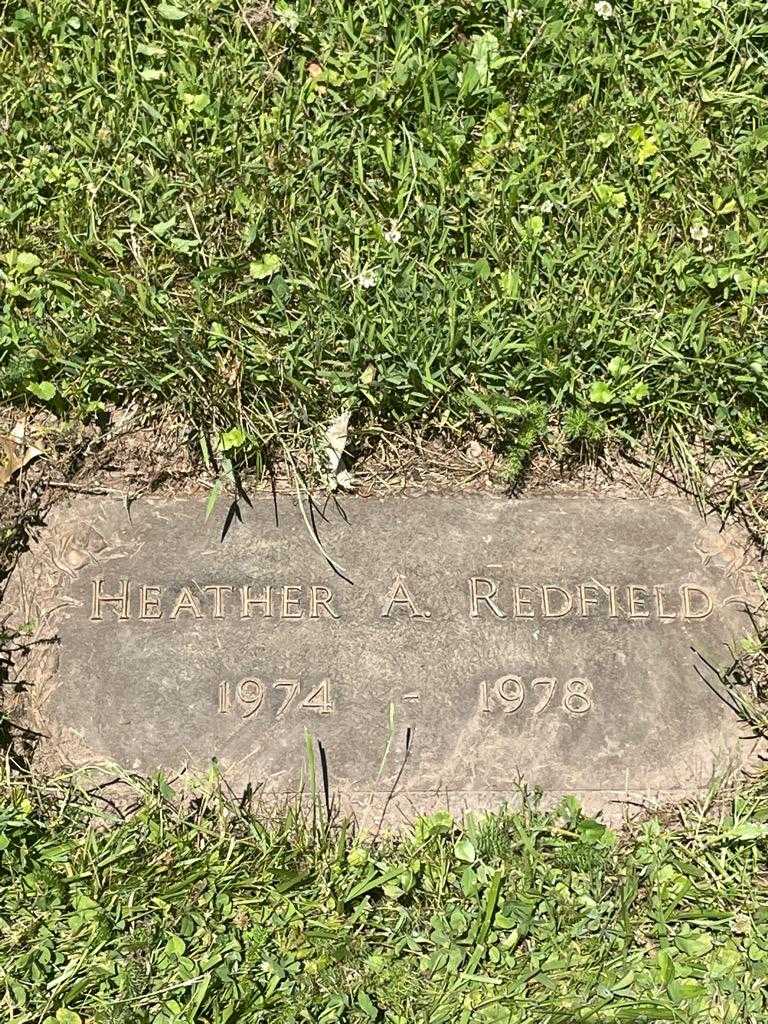 HEATHER A. REDFIELD
1974 - 1978